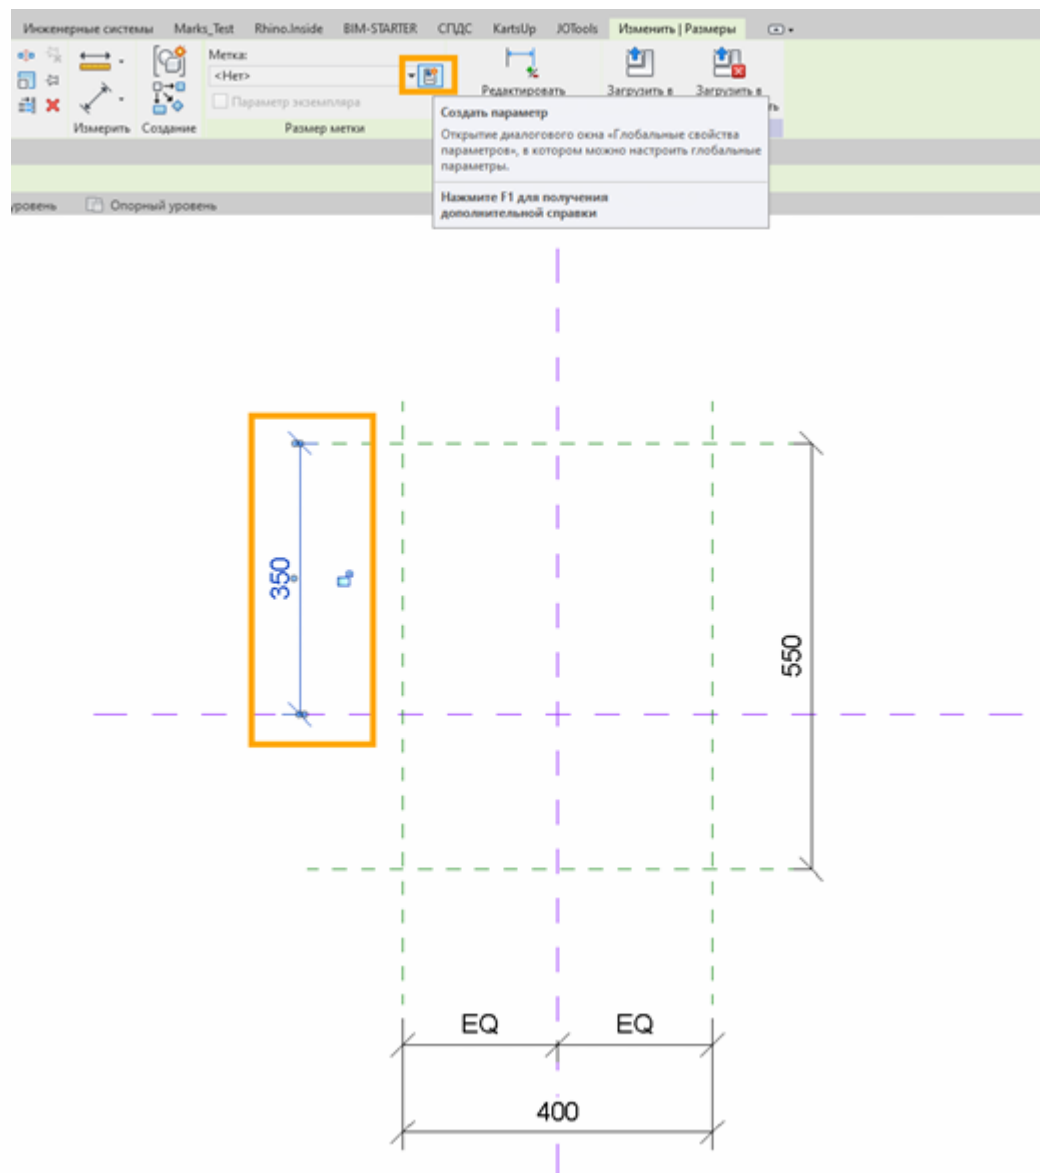 Инженерные системы Marks_Test Rhino.Inside BIM-STARTER СПДС KartsUp JOTools Изменить | Размеры
Метка:
<Нет>
Параметр экземпляра
Редактировать Загрузить в Загрузить в
Измерить Создание Размер метки
Создать параметр
Открытие диалогового окна «Глобальные свойства
параметров», в котором можно настроить глобальные
параметры.
Нажмите F1 для получения
дополнительной справки
уровень Опорный уровень
350
550
EQ EQ
400